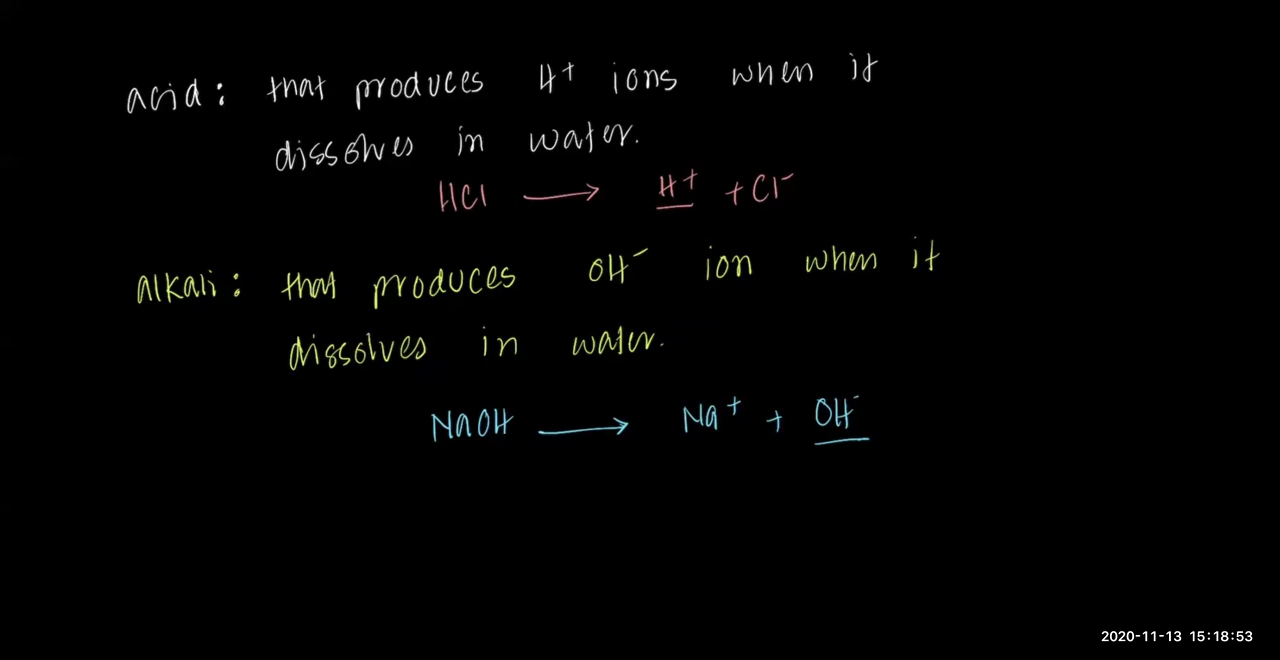 acid: that produces H⁺ ions when it
dissolves in water.
HCl ⟶ H⁺ + Cl⁻
alkali: that produces OH⁻ ion when it
dissolves in water.
NaOH ⟶ Na⁺ + OH⁻
2020-11-13 15:18:53